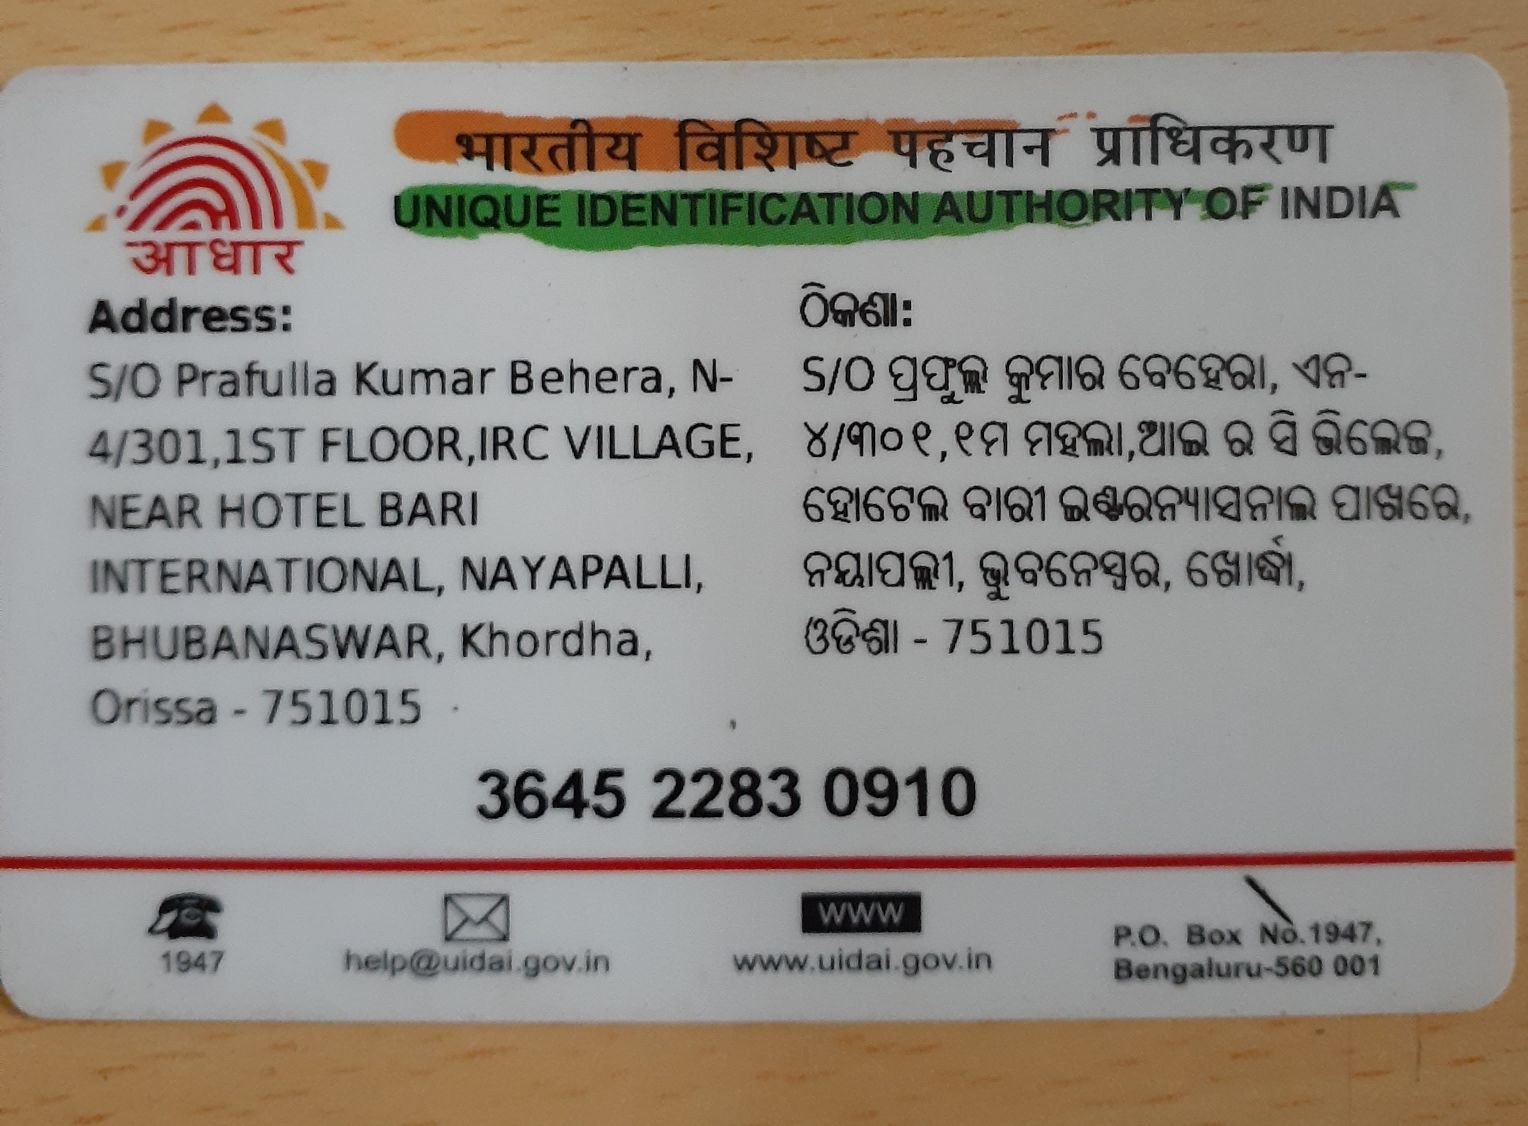 भारतीय विशिष्ट पहचान प्राधिकरण
UNIQUE IDENTIFICATION AUTHORITY OF INDIA
आधार
Address:
S/O Prafulla Kumar Behera, N-
4/301,1ST FLOOR,IRC VILLAGE,
NEAR HOTEL BARI
INTERNATIONAL, NAYAPALLI,
BHUBANASWAR, Khordha,
Orissa - 751015
ଠିକଣା:
S/O ପ୍ରଫୁଲ୍ଲ କୁମାର ବେହେରା, ଏନ-
୪/୩୦୧,୧ମ ମହଲା,ଆଇ ର ସି ଭିଲେଜ,
ହୋଟେଲ ବାରୀ ଇଣ୍ଟରନ୍ୟାସନାଲ ପାଖରେ,
ନୟାପଲ୍ଲୀ, ଭୁବନେସ୍ୱର, ଖୋର୍ଦ୍ଧା,
ଓଡିଶା - 751015
3645 2283 0910
1947
help@uidai.gov.in
www
www.uidai.gov.in
P.O. Box No.1947,
Bengaluru-560 001